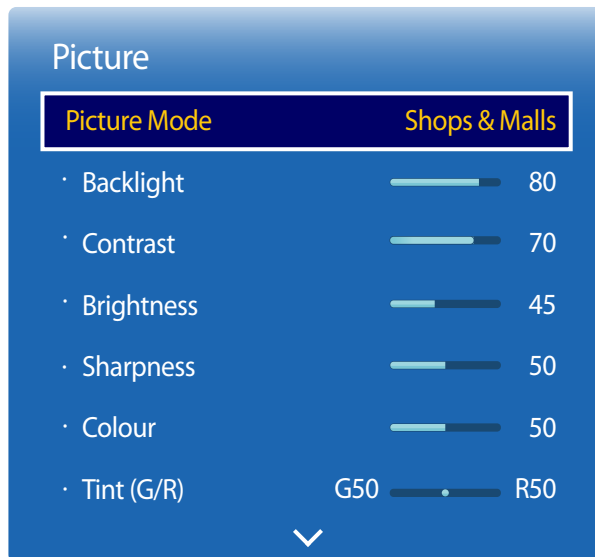 Picture
Picture Mode Shops & Malls
· Backlight 80
· Contrast 70
· Brightness 45
· Sharpness 50
· Colour 50
· Tint (G/R) G50 R50